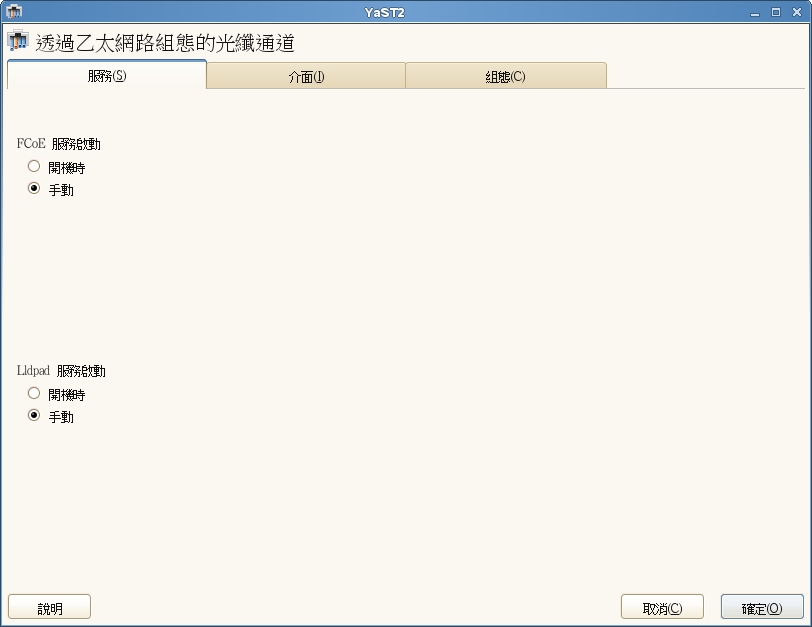 YaST2
透過乙太網路組態的光纖通道
服務(S)
介面(I)
組態(C)
FCoE 服務啟動
開機時
手動
Lldpad 服務啟動
開機時
手動
說明
取消(C)
確定(O)